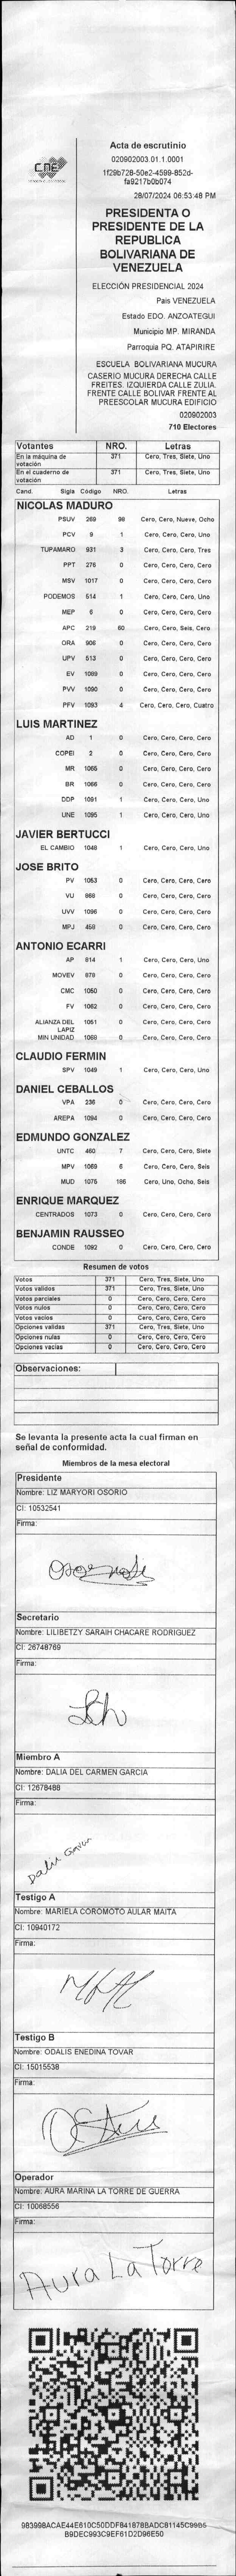 CNE
Acta de escrutinio
020902003.01.1.0001
1f29b728-50e2-4599-852d-
fa9217b0b074
28/07/2024 06:53:48 PM
PRESIDENTA O
PRESIDENTE DE LA
REPUBLICA
BOLIVARIANA DE
VENEZUELA
ELECCIÓN PRESIDENCIAL 2024
Pais VENEZUELA
Estado EDO. ANZOATEGUI
Municipio MP. MIRANDA
Parroquia PQ. ATAPIRIRE
ESCUELA BOLIVARIANA MUCURA
CASERIO MUCURA DERECHA CALLE
FREITES. IZQUIERDA CALLE ZULIA.
FRENTE CALLE BOLIVAR FRENTE AL
PREESCOLAR MUCURA EDIFICIO
020902003
710 Electores
Votantes NRO. Letras
En la máquina de votación 371 Cero, Tres, Siete, Uno
En el cuaderno de votación 371 Cero, Tres, Siete, Uno
Cand. Sigla Código NRO. Letras
NICOLAS MADURO
PSUV 269 98 Cero, Cero, Nueve, Ocho
PCV 9 1 Cero, Cero, Cero, Uno
TUPAMARO 931 3 Cero, Cero, Cero, Tres
PPT 276 0 Cero, Cero, Cero, Cero
MSV 1017 0 Cero, Cero, Cero, Cero
PODEMOS 514 1 Cero, Cero, Cero, Uno
MEP 6 0 Cero, Cero, Cero, Cero
APC 219 60 Cero, Cero, Seis, Cero
ORA 906 0 Cero, Cero, Cero, Cero
UPV 513 0 Cero, Cero, Cero, Cero
EV 1089 0 Cero, Cero, Cero, Cero
PVV 1090 0 Cero, Cero, Cero, Cero
PFV 1093 4 Cero, Cero, Cero, Cuatro
LUIS MARTINEZ
AD 1 0 Cero, Cero, Cero, Cero
COPEI 2 0 Cero, Cero, Cero, Cero
MR 1065 0 Cero, Cero, Cero, Cero
BR 1066 0 Cero, Cero, Cero, Cero
DDP 1091 1 Cero, Cero, Cero, Uno
UNE 1095 1 Cero, Cero, Cero, Uno
JAVIER BERTUCCI
EL CAMBIO 1048 1 Cero, Cero, Cero, Uno
JOSE BRITO
PV 1053 0 Cero, Cero, Cero, Cero
VU 868 0 Cero, Cero, Cero, Cero
UVV 1096 0 Cero, Cero, Cero, Cero
MPJ 458 0 Cero, Cero, Cero, Cero
ANTONIO ECARRI
AP 814 1 Cero, Cero, Cero, Uno
MOVEV 878 0 Cero, Cero, Cero, Cero
CMC 1050 0 Cero, Cero, Cero, Cero
FV 1062 0 Cero, Cero, Cero, Cero
ALIANZA DEL LAPIZ 1051 0 Cero, Cero, Cero, Cero
MIN UNIDAD 1068 0 Cero, Cero, Cero, Cero
CLAUDIO FERMIN
SPV 1049 1 Cero, Cero, Cero, Uno
DANIEL CEBALLOS
VPA 236 0 Cero, Cero, Cero, Cero
AREPA 1094 0 Cero, Cero, Cero, Cero
EDMUNDO GONZALEZ
UNTC 460 7 Cero, Cero, Cero, Siete
MPV 1069 6 Cero, Cero, Cero, Seis
MUD 1075 186 Cero, Uno, Ocho, Seis
ENRIQUE MARQUEZ
CENTRADOS 1073 0 Cero, Cero, Cero, Cero
BENJAMIN RAUSSEO
CONDE 1092 0 Cero, Cero, Cero, Cero
Resumen de votos
Votos 371 Cero, Tres, Siete, Uno
Votos validos 371 Cero, Tres, Siete, Uno
Votos parciales 0 Cero, Cero, Cero, Cero
Votos nulos 0 Cero, Cero, Cero, Cero
Votos vacios 0 Cero, Cero, Cero, Cero
Opciones validas 371 Cero, Tres, Siete, Uno
Opciones nulas 0 Cero, Cero, Cero, Cero
Opciones vacias 0 Cero, Cero, Cero, Cero
Observaciones:
Se levanta la presente acta la cual firman en
señal de conformidad.
Miembros de la mesa electoral
Presidente
Nombre: LIZ MARYORI OSORIO
CI: 10532541
Firma:
Secretario
Nombre: LILIBETZY SARAIH CHACARE RODRIGUEZ
CI: 26748769
Firma:
Miembro A
Nombre: DALIA DEL CARMEN GARCIA
CI: 12678488
Firma:
Dalia Garcia
Testigo A
Nombre: MARIELA COROMOTO AULAR MAITA
CI: 10940172
Firma:
Testigo B
Nombre: ODALIS ENEDINA TOVAR
CI: 15015538
Firma:
Operador
Nombre: AURA MARINA LA TORRE DE GUERRA
CI: 10068556
Firma:
Aura La Torre
983998ACAE44E610C50DDF841878BADC81145C99B5
B9DEC993C9EF61D2D96E50